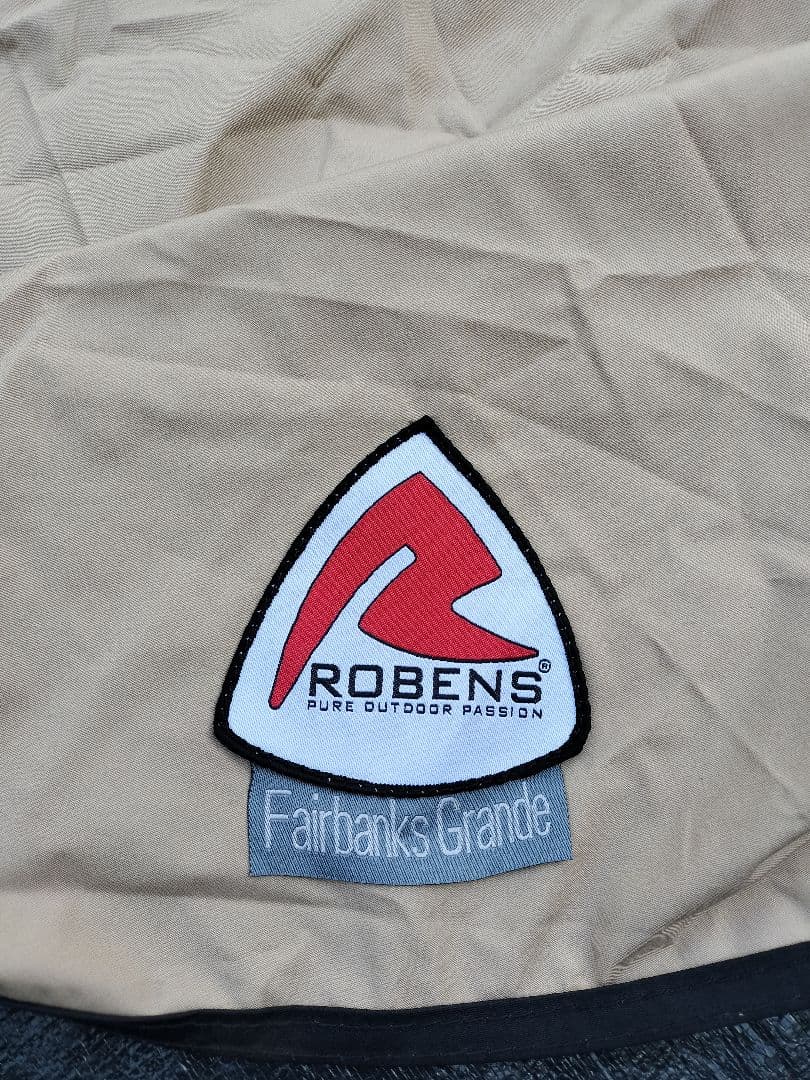 ROBENS®
PURE OUTDOOR PASSION
Fairbanks Grande